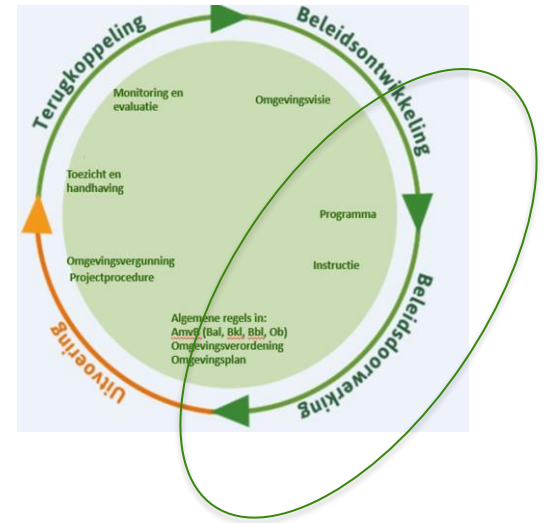 Terugkoppeling
Beleidsontwikkeling
Monitoring en
evaluatie
Omgevingsvisie
Toezicht en
handhaving
Programma
Omgevingsvergunning
Projectprocedure
Instructie
Algemene regels in:
AmvB (Bal, Bkl, Bbl, Ob)
Omgevingsverordening
Omgevingsplan
Uitvoering
Beleidsdoorwerking